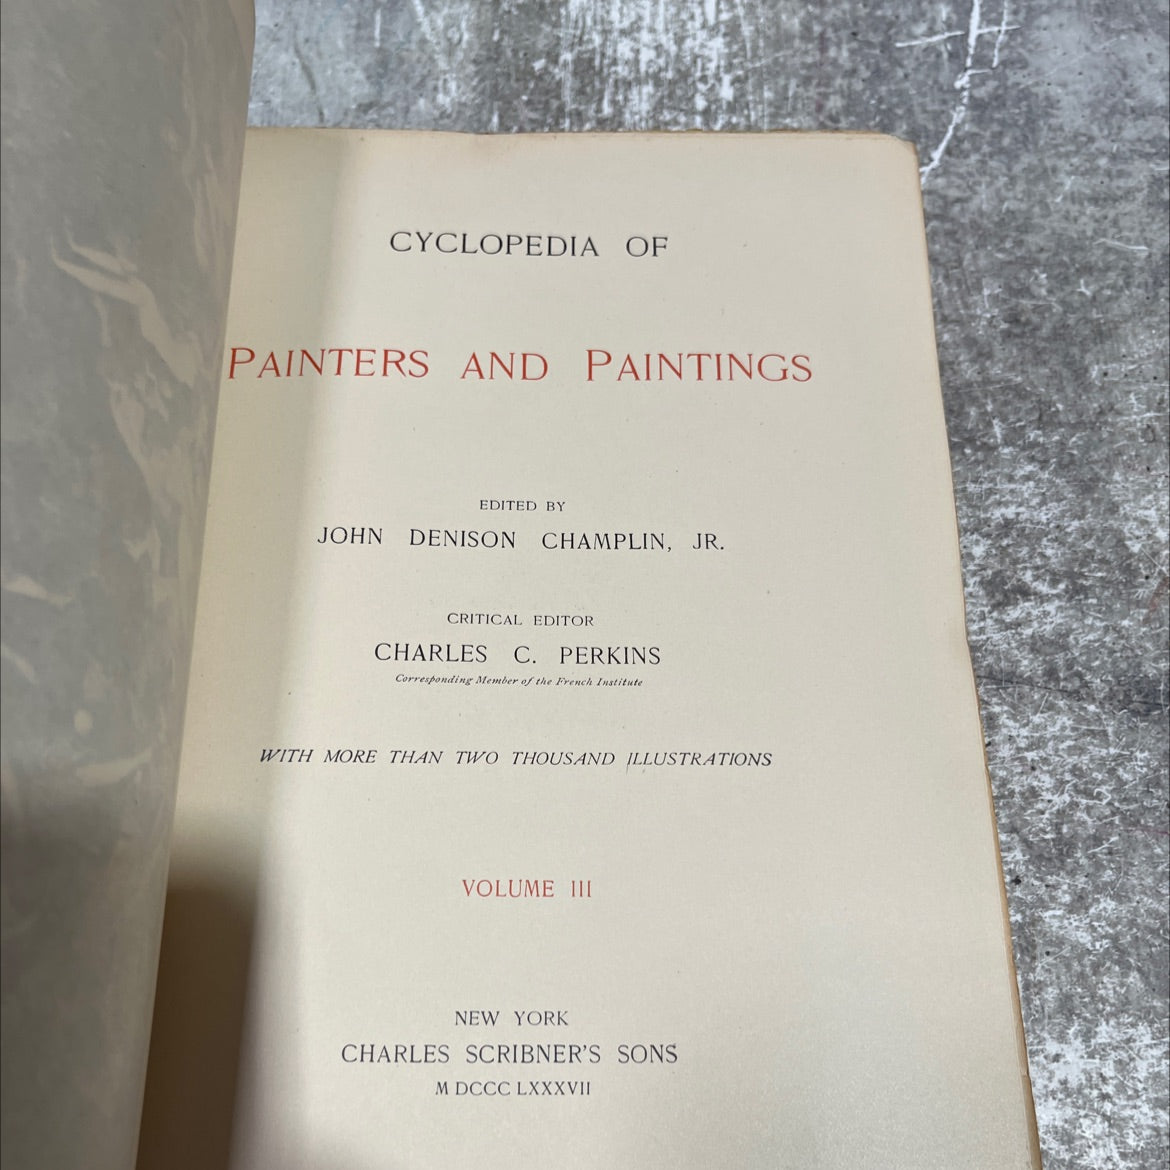 CYCLOPEDIA OF
PAINTERS AND PAINTINGS
EDITED BY
JOHN DENISON CHAMPLIN, JR.
CRITICAL EDITOR
CHARLES C. PERKINS
Corresponding Member of the French Institute
WITH MORE THAN TWO THOUSAND ILLUSTRATIONS
VOLUME III
NEW YORK
CHARLES SCRIBNER'S SONS
M DCCC LXXXVII